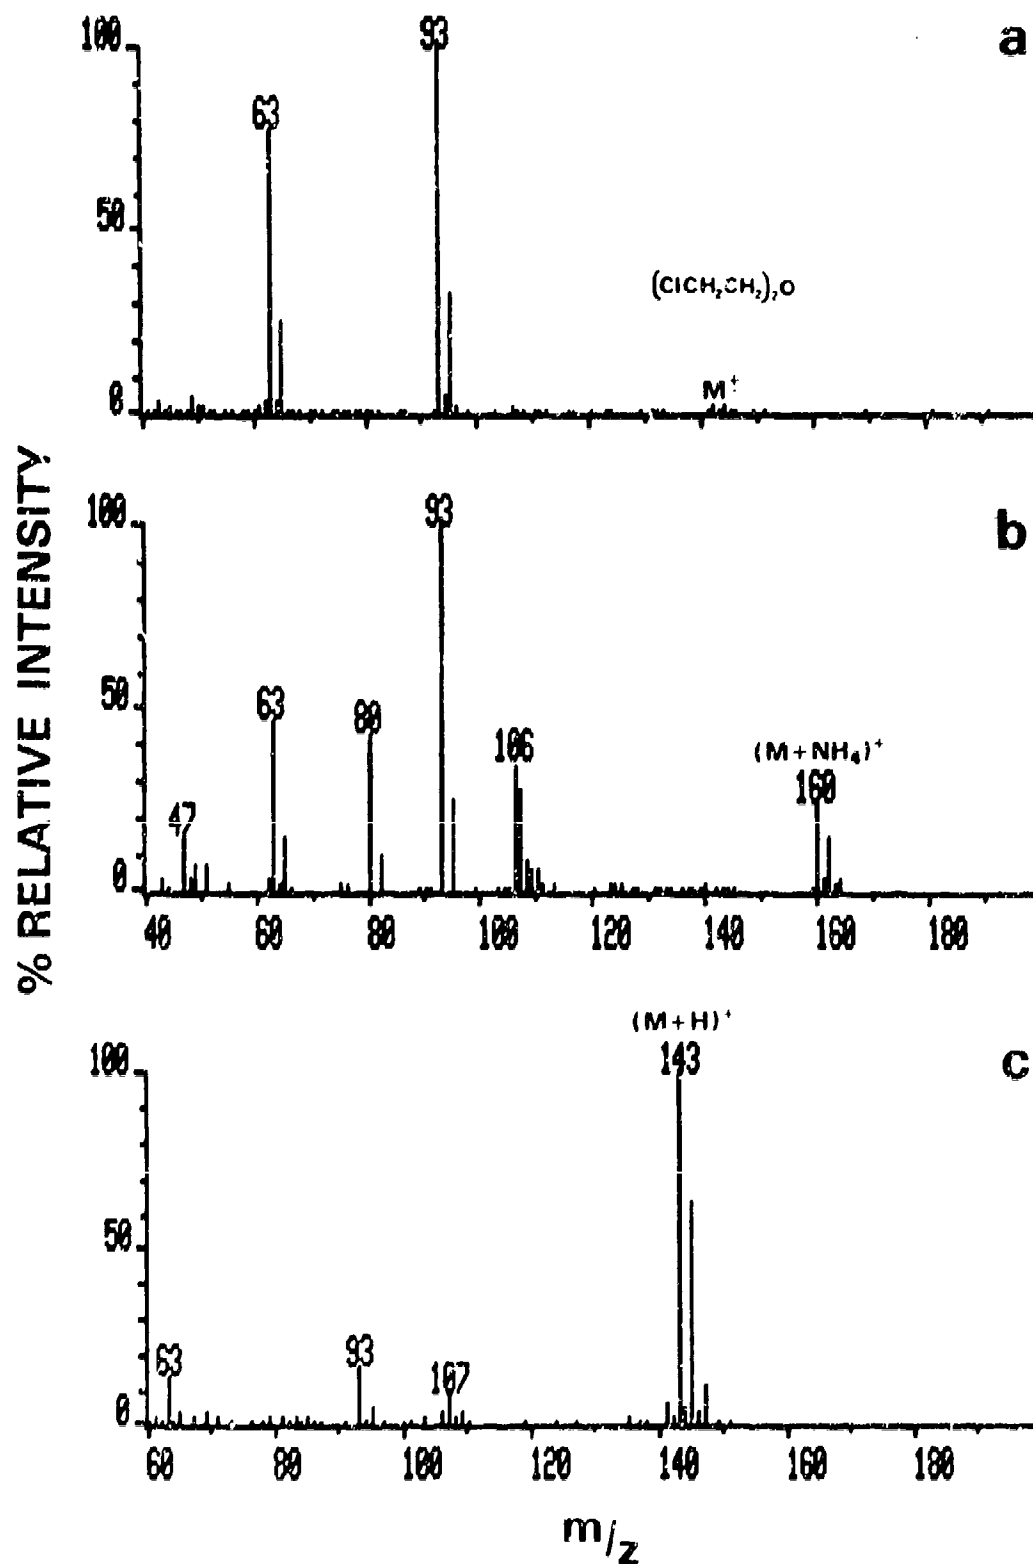 a
100
93
63
50
(ClCH₂CH₂)₂O
M⁺·
0
% RELATIVE INTENSITY
b
100
93
50
63
80
106
(M+NH₄)⁺
160
47
0
40 60 80 100 120 140 160 180
c
(M+H)⁺
100
143
50
63
93
107
0
60 80 100 120 140 160 180
m/z